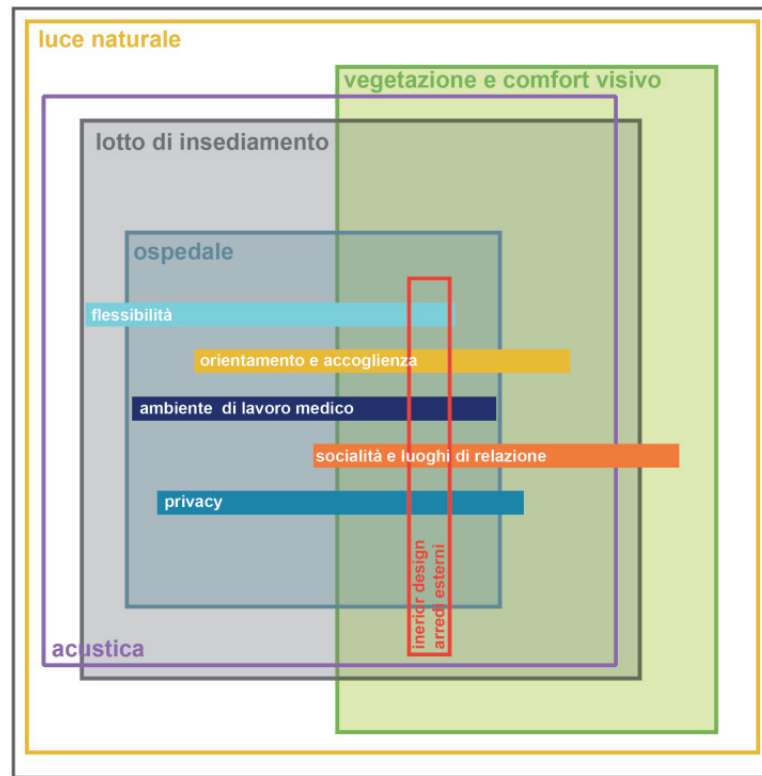 luce naturale
vegetazione e comfort visivo
lotto di insediamento
ospedale
flessibilità
orientamento e accoglienza
ambiente di lavoro medico
socialità e luoghi di relazione
privacy
inerior design
arredi esterni
acustica